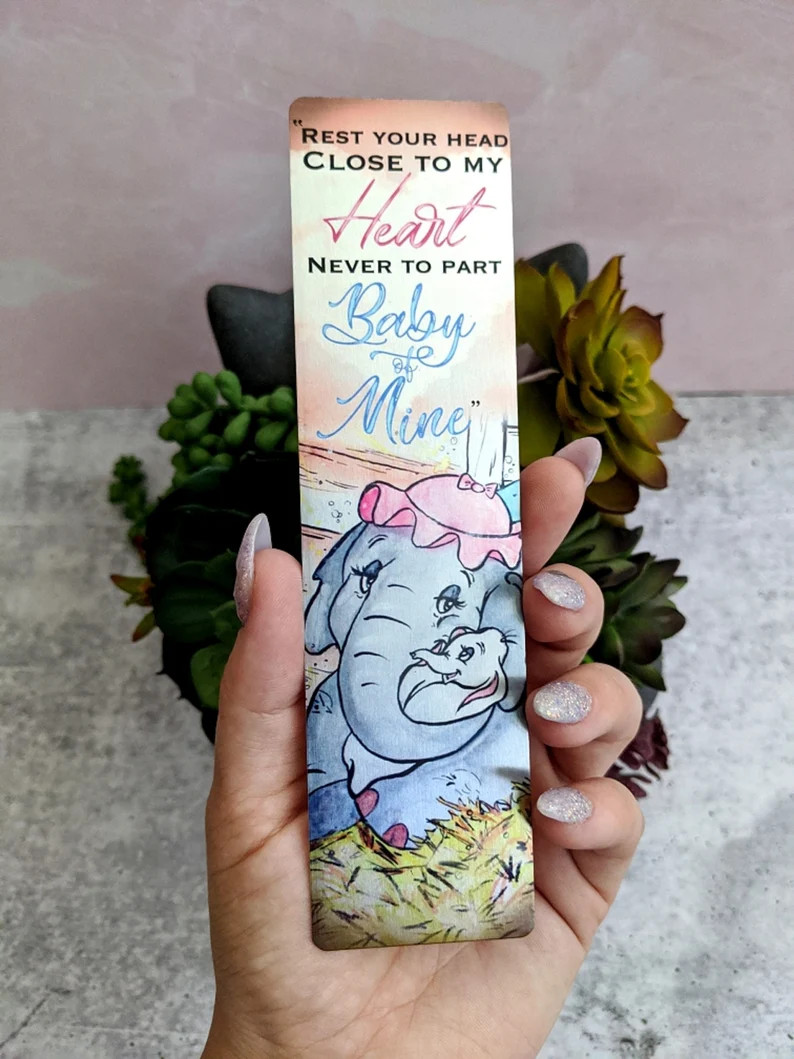 "REST YOUR HEAD
CLOSE TO MY
Heart
NEVER TO PART
Baby
of
Mine"